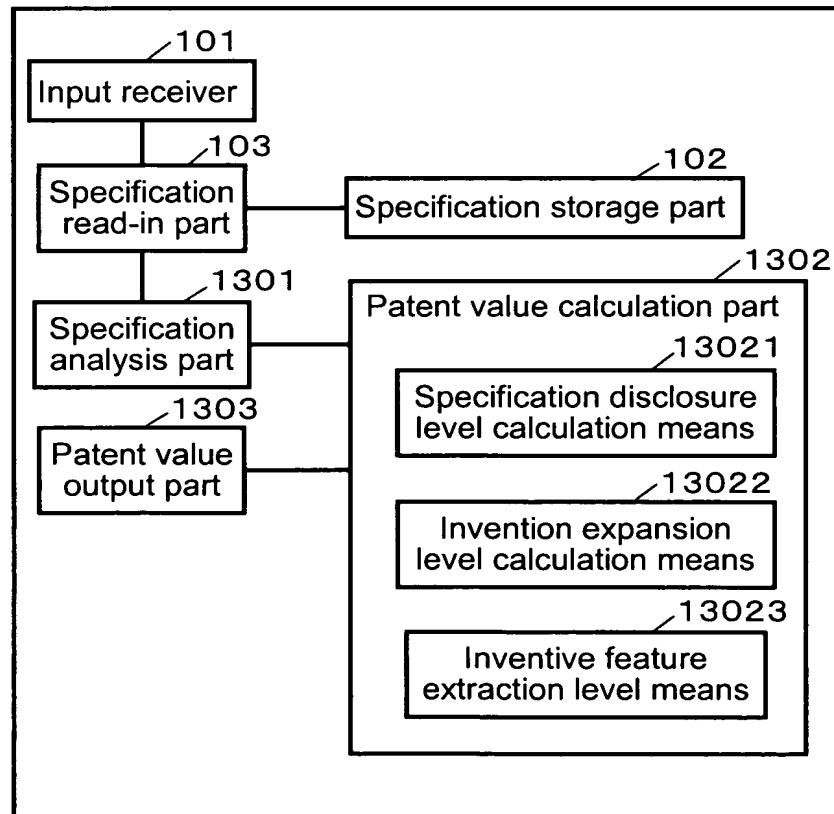 101
Input receiver
103
Specification
read-in part
102
Specification storage part
1301
Specification
analysis part
1302
Patent value calculation part
13021
Specification disclosure
level calculation means
1303
Patent value
output part
13022
Invention expansion
level calculation means
13023
Inventive feature
extraction level means